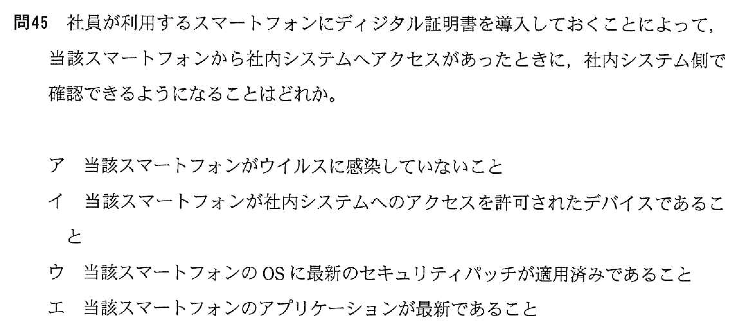 問45 社員が利用するスマートフォンにディジタル証明書を導入しておくことによって，
当該スマートフォンから社内システムへアクセスがあったときに，社内システム側で
確認できるようになることはどれか。
ア 当該スマートフォンがウイルスに感染していないこと
イ 当該スマートフォンが社内システムへのアクセスを許可されたデバイスであるこ
と
ウ 当該スマートフォンのOSに最新のセキュリティパッチが適用済みであること
エ 当該スマートフォンのアプリケーションが最新であること